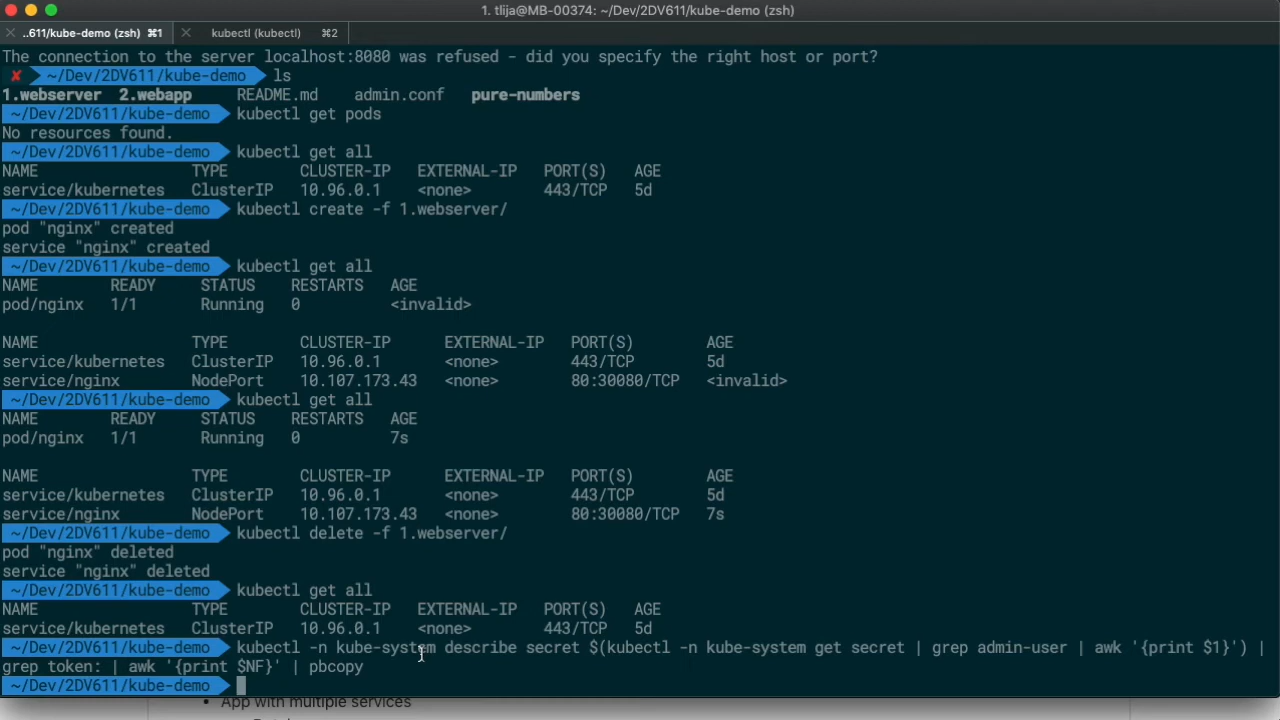 1. tlija@MB-00374: ~/Dev/2DV611/kube-demo (zsh)
..611/kube-demo (zsh) ⌘1 kubectl (kubectl) ⌘2
The connection to the server localhost:8080 was refused - did you specify the right host or port?
✘ ~/Dev/2DV611/kube-demo ls
1.webserver 2.webapp README.md admin.conf pure-numbers
~/Dev/2DV611/kube-demo kubectl get pods
No resources found.
~/Dev/2DV611/kube-demo kubectl get all
NAME TYPE CLUSTER-IP EXTERNAL-IP PORT(S) AGE
service/kubernetes ClusterIP 10.96.0.1 <none> 443/TCP 5d
~/Dev/2DV611/kube-demo kubectl create -f 1.webserver/
pod "nginx" created
service "nginx" created
~/Dev/2DV611/kube-demo kubectl get all
NAME READY STATUS RESTARTS AGE
pod/nginx 1/1 Running 0 <invalid>
NAME TYPE CLUSTER-IP EXTERNAL-IP PORT(S) AGE
service/kubernetes ClusterIP 10.96.0.1 <none> 443/TCP 5d
service/nginx NodePort 10.107.173.43 <none> 80:30080/TCP <invalid>
~/Dev/2DV611/kube-demo kubectl get all
NAME READY STATUS RESTARTS AGE
pod/nginx 1/1 Running 0 7s
NAME TYPE CLUSTER-IP EXTERNAL-IP PORT(S) AGE
service/kubernetes ClusterIP 10.96.0.1 <none> 443/TCP 5d
service/nginx NodePort 10.107.173.43 <none> 80:30080/TCP 7s
~/Dev/2DV611/kube-demo kubectl delete -f 1.webserver/
pod "nginx" deleted
service "nginx" deleted
~/Dev/2DV611/kube-demo kubectl get all
NAME TYPE CLUSTER-IP EXTERNAL-IP PORT(S) AGE
service/kubernetes ClusterIP 10.96.0.1 <none> 443/TCP 5d
~/Dev/2DV611/kube-demo kubectl -n kube-system describe secret $(kubectl -n kube-system get secret | grep admin-user | awk '{print $1}') |
grep token: | awk '{print $NF}' | pbcopy
~/Dev/2DV611/kube-demo
App with multiple services